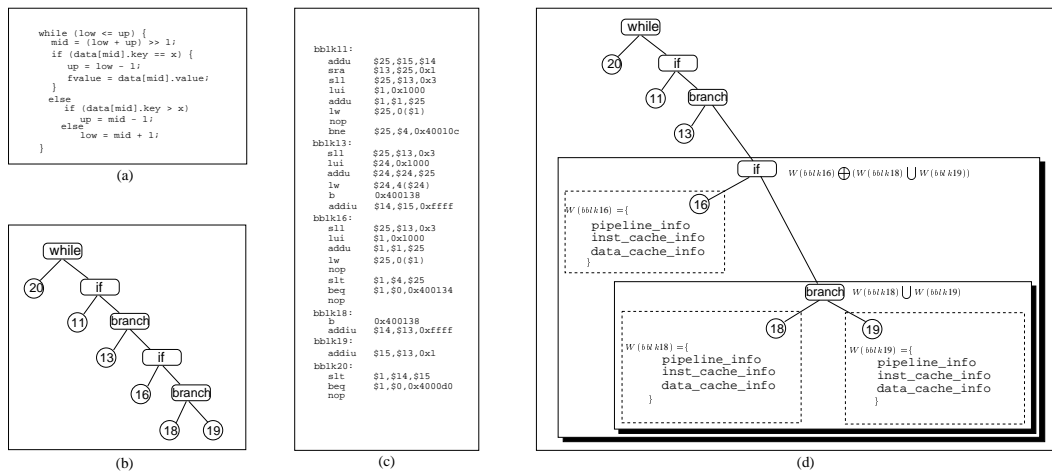 while (low <= up) {
mid = (low + up) >> 1;
if (data[mid].key == x) {
up = low - 1;
fvalue = data[mid].value;
}
else
if (data[mid].key > x)
up = mid - 1;
else
low = mid + 1;
}
(a)
while
20
if
11
branch
13
if
16
branch
18
19
(b)
bblk11:
addu $25,$15,$14
sra $13,$25,0x1
sll $25,$13,0x3
lui $1,0x1000
addu $1,$1,$25
lw $25,0($1)
nop
bne $25,$4,0x40010c
bblk13:
sll $25,$13,0x3
lui $24,0x1000
addu $24,$24,$25
lw $24,4($24)
b 0x400138
addiu $14,$15,0xffff
bblk16:
sll $25,$13,0x3
lui $1,0x1000
addu $1,$1,$25
lw $25,0($1)
nop
slt $1,$4,$25
beq $1,$0,0x400134
nop
bblk18:
b 0x400138
addiu $14,$13,0xffff
bblk19:
addiu $15,$13,0x1
bblk20:
slt $1,$14,$15
beq $1,$0,0x4000d0
nop
(c)
while
20
if
11
branch
13
if
W(bblk16) ⊕ (W(bblk18) ⋃ W(bblk19))
16
W(bblk16) = {
pipeline_info
inst_cache_info
data_cache_info
}
branch
W(bblk18) ⋃ W(bblk19)
18
19
W(bblk18) = {
pipeline_info
inst_cache_info
data_cache_info
}
W(bblk19) = {
pipeline_info
inst_cache_info
data_cache_info
}
(d)